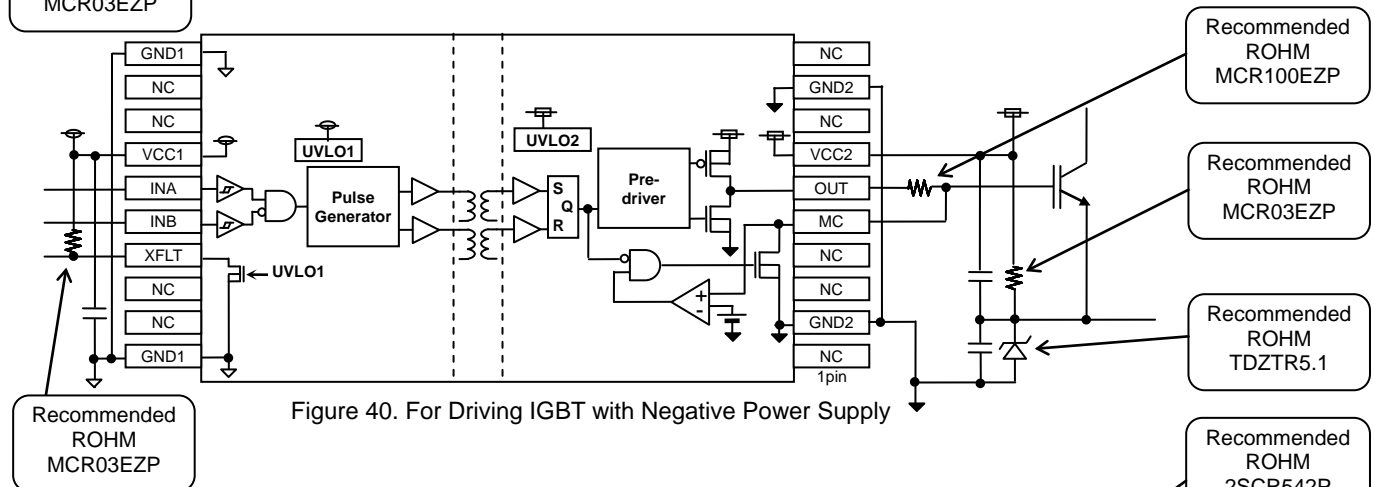 MCR03EZP
GND1
NC
NC
VCC1
INA
INB
XFLT
NC
NC
GND1
UVLO1
Pulse
Generator
UVLO1
UVLO2
S
Q
R
Pre-
driver
+
-
NC
GND2
NC
VCC2
OUT
MC
NC
NC
GND2
NC
1pin
Recommended
ROHM
MCR100EZP
Recommended
ROHM
MCR03EZP
Recommended
ROHM
TDZTR5.1
Recommended
ROHM
MCR03EZP
Figure 40. For Driving IGBT with Negative Power Supply
Recommended
ROHM